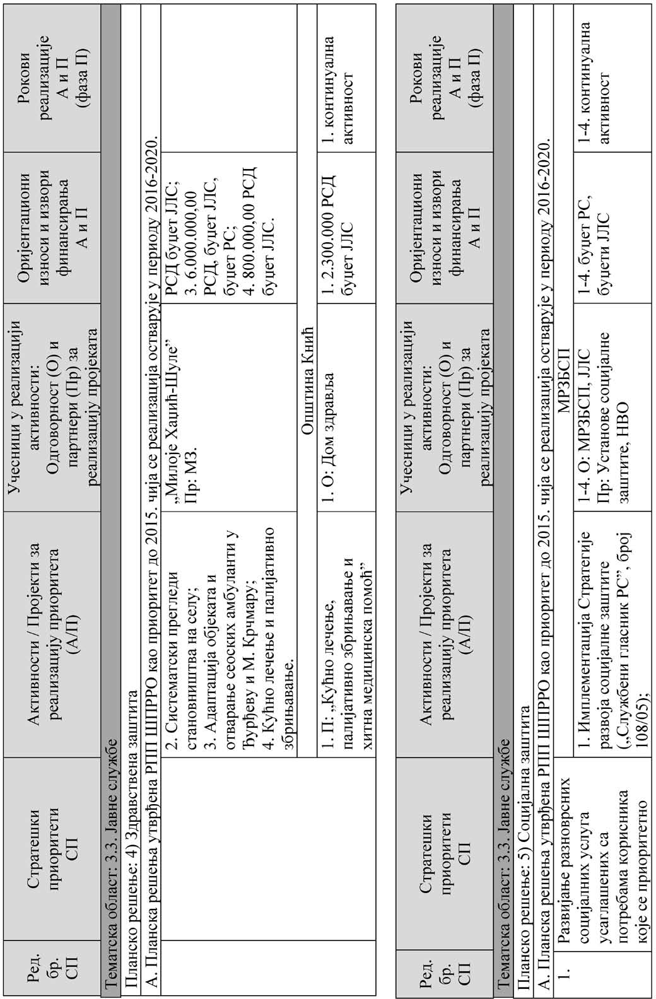 Ред.
бр.
СП
Стратешки
приоритети
СП
Активности / Пројекти за
реализацију приоритета
(А/П)
Учесници у реализацији
активности:
Одговорност (О) и
партнери (Пр) за
реализацију пројеката
Оријентациони
износи и извори
финансирања
А и П
Рокови
реализације
А и П
(фаза П)
Тематска област: 3.3. Јавне службе
Планско решење: 4) Здравствена заштита
А. Планска решења утврђена РПП ШПРРО као приоритет до 2015. чија се реализација остварује у периоду 2016-2020.
2. Систематски прегледи
становништва на селу;
3. Адаптација објеката и
отварање сеоских амбуланти у
Ђурђеву и М. Крчмару;
4. Кућно лечење и палијативно
збрињавање.
„Милоје Хаџић-Шуле”
Пр: МЗ.
РСД буџет ЈЛС;
3. 6.000.000,00
РСД, буџет ЈЛС,
буџет РС;
4. 800.000,00 РСД
буџет ЈЛС.
Општина Кнић
1. П: „Кућно лечење,
палијативно збрињавање и
хитна медицинска помоћ”
1. О: Дом здравља
1. 2.300.000 РСД
буџет ЈЛС
1. континуална
активност
Ред.
бр.
СП
Стратешки
приоритети
СП
Активности / Пројекти за
реализацију приоритета
(А/П)
Учесници у реализацији
активности:
Одговорност (О) и
партнери (Пр) за
реализацију пројеката
Оријентациони
износи и извори
финансирања
А и П
Рокови
реализације
А и П
(фаза П)
Тематска област: 3.3. Јавне службе
Планско решење: 5) Социјална заштита
А. Планска решења утврђена РПП ШПРРО као приоритет до 2015. чија се реализација остварује у периоду 2016-2020.
1.
Развијање разноврсних
социјалних услуга
усаглашених са
потребама корисника
које се приоритетно
МРЗБСП
1. Имплементација Стратегије
развоја социјалне заштите
(„Службени гласник РС”, број
108/05);
1-4. О: МРЗБСП, ЈЛС
Пр: Установе социјалне
заштите, НВО
1-4. буџет РС,
буџети ЈЛС
1-4. континуална
активност